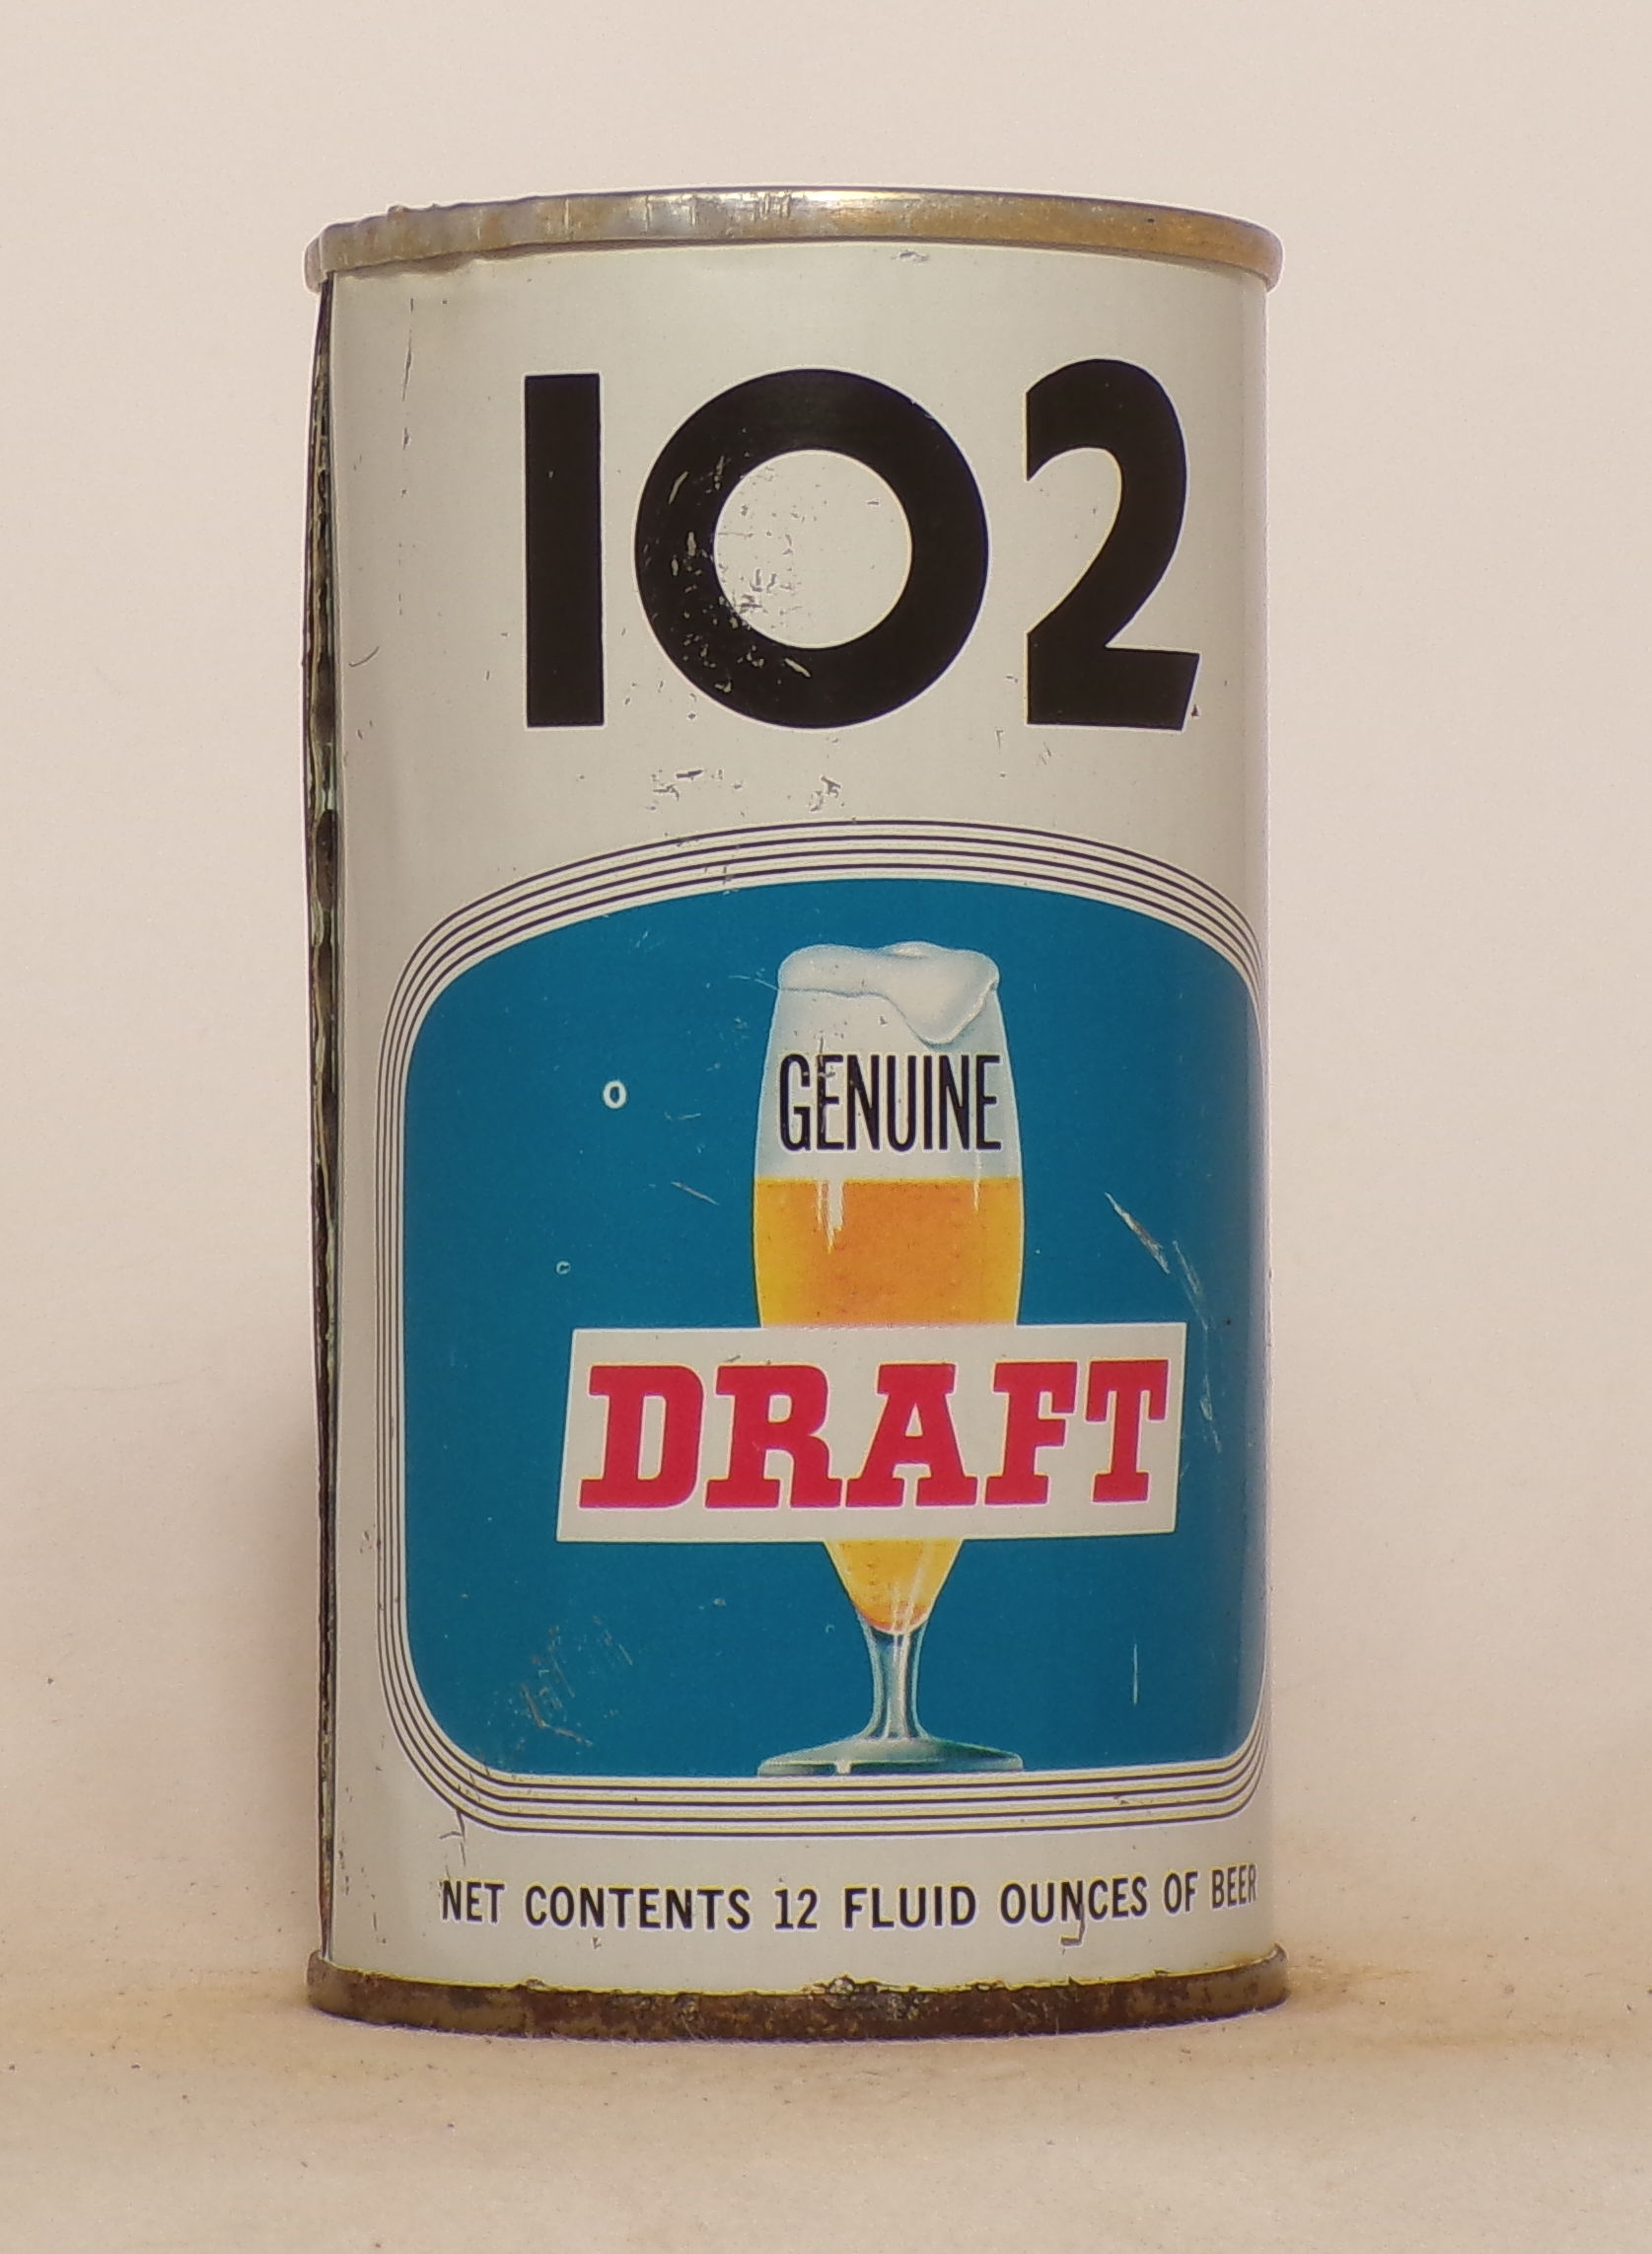 102
GENUINE
DRAFT
NET CONTENTS 12 FLUID OUNCES OF BEER